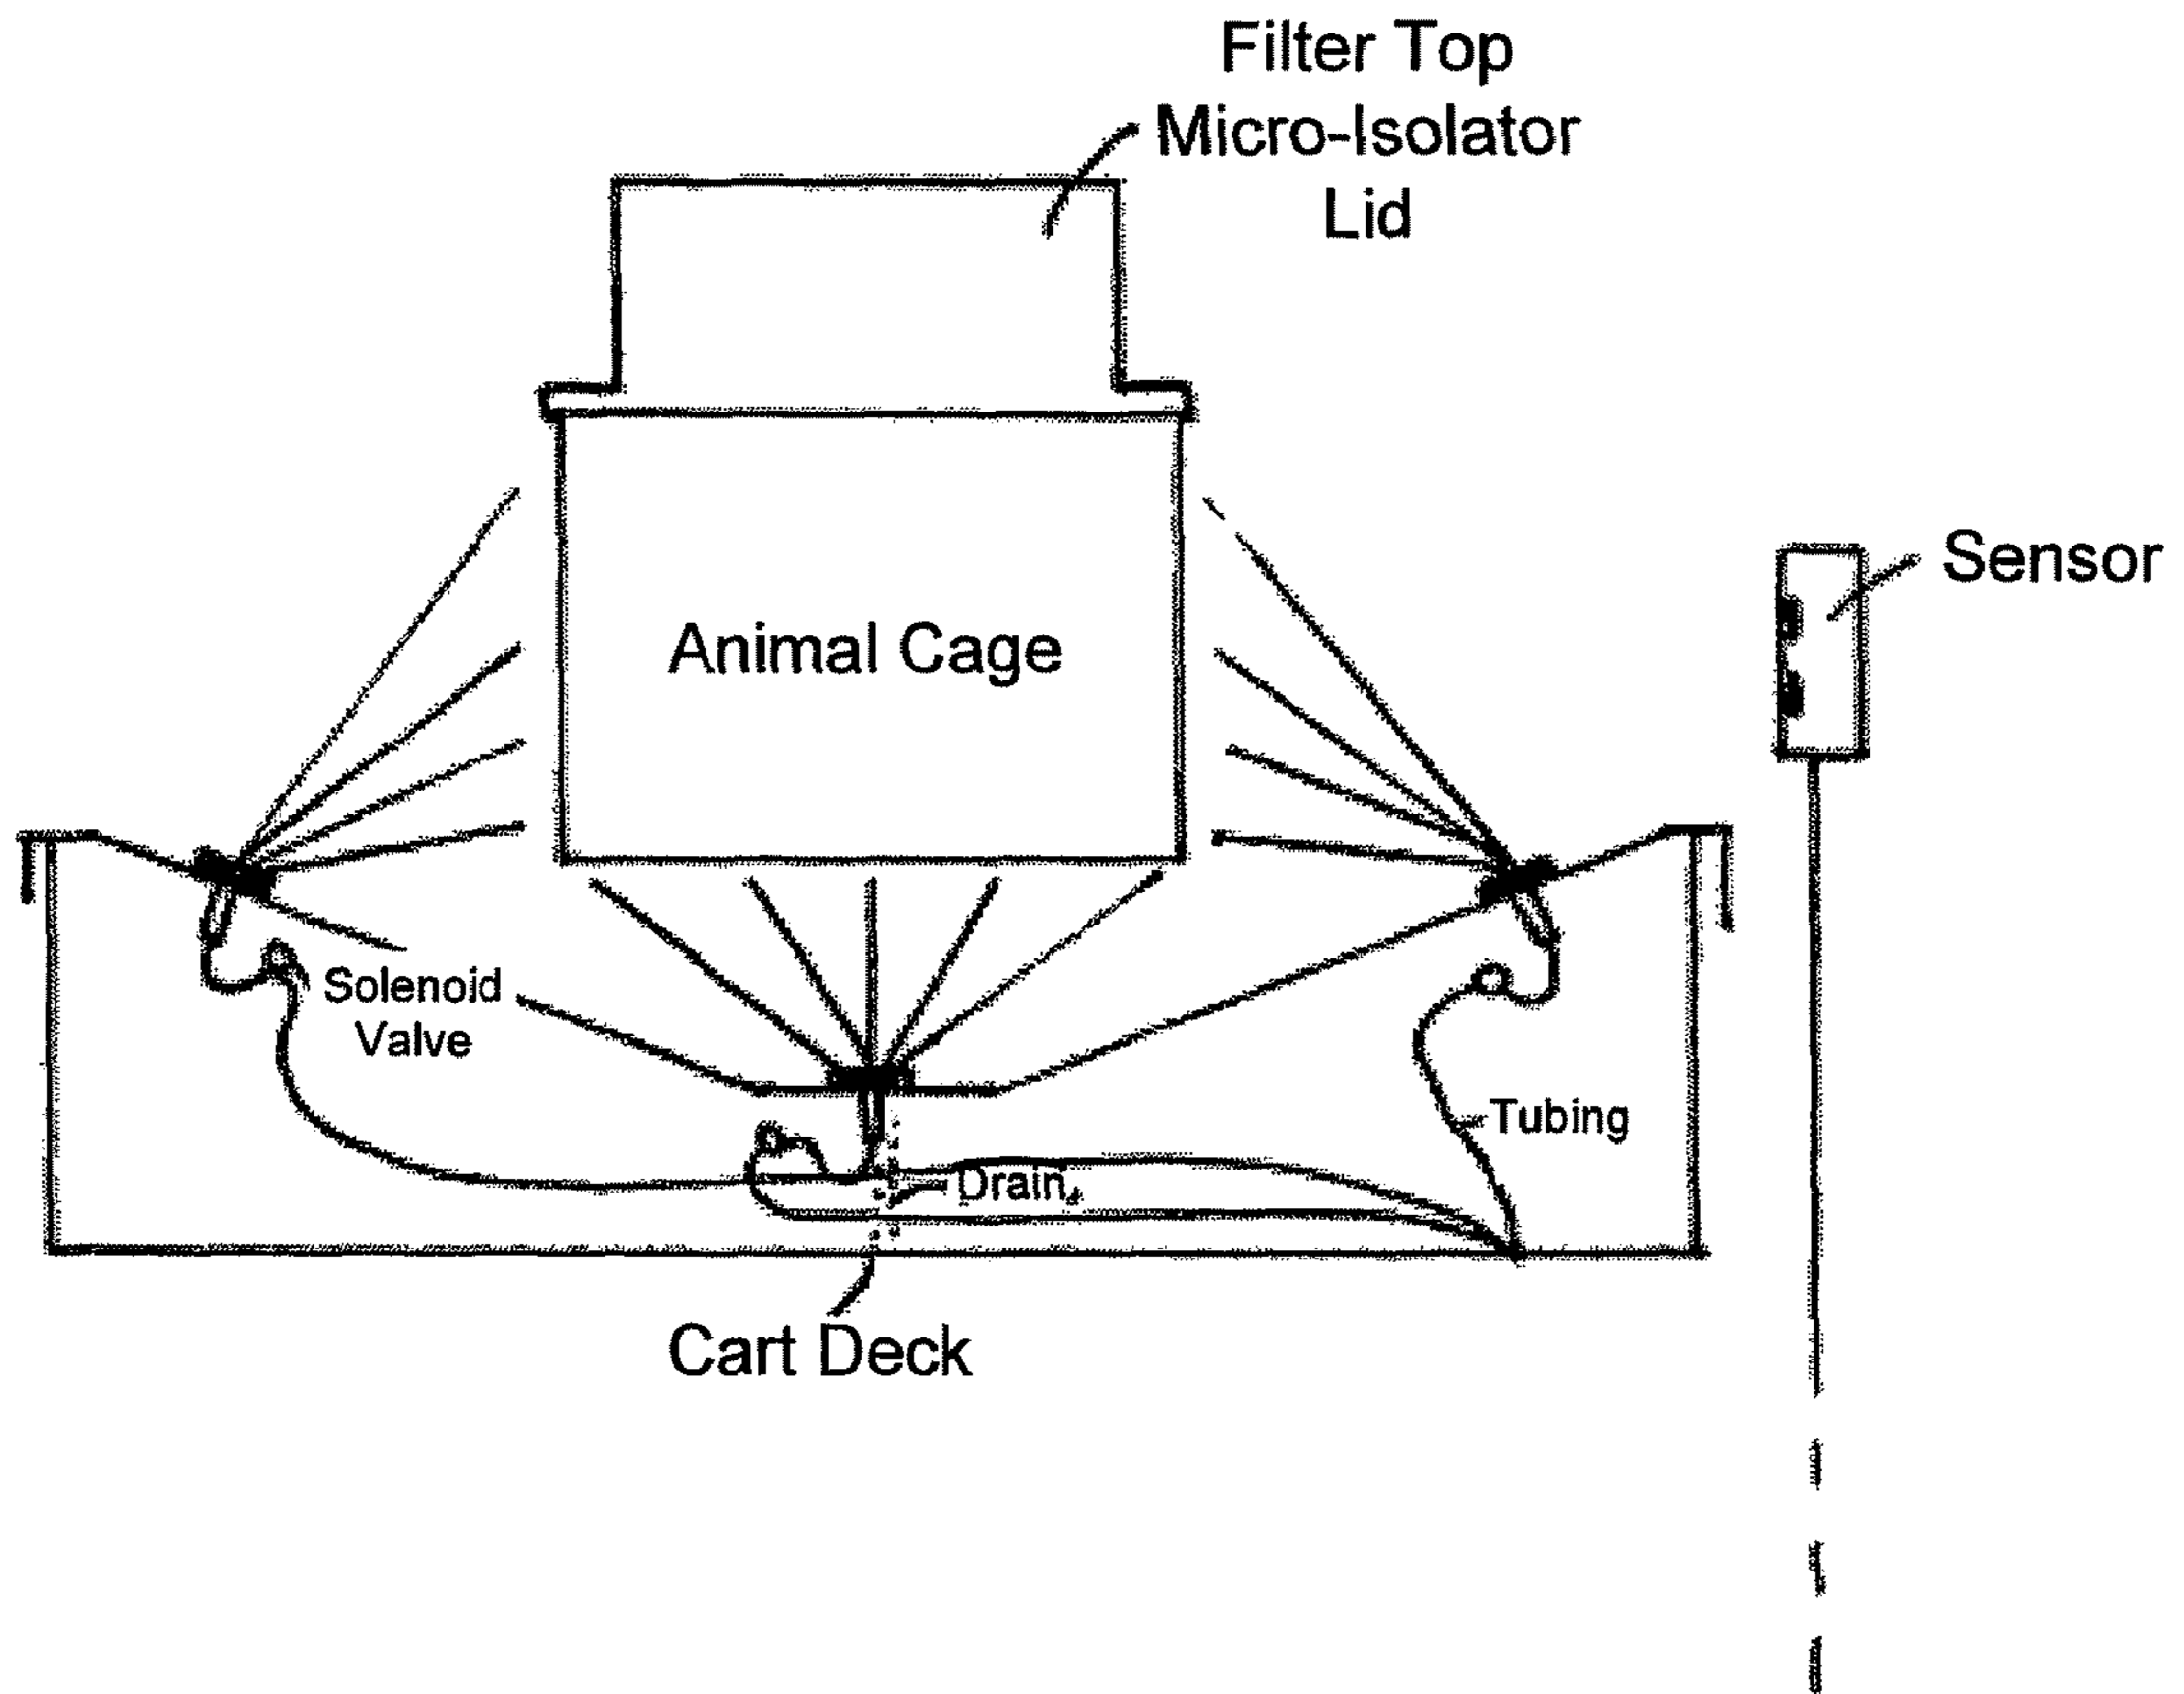 Filter Top
Micro-Isolator
Lid
Sensor
Animal Cage
Solenoid
Valve
Tubing
Drain
Cart Deck